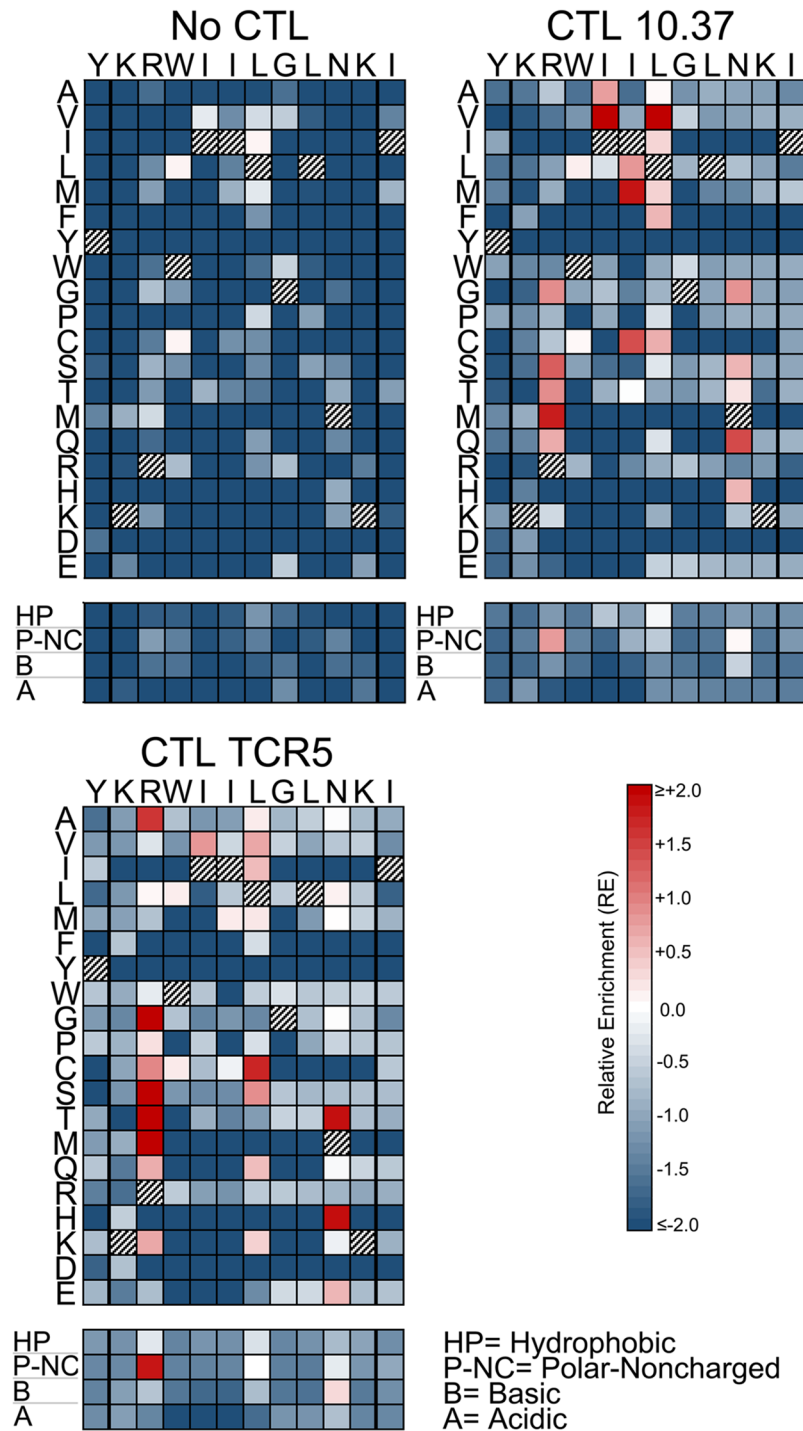 No CTL
Y K R W I I L G L N K I
A
V
I
L
M
F
Y
W
G
P
C
S
T
M
Q
R
H
K
D
E
HP
P-NC
B
A
CTL 10.37
Y K R W I I L G L N K I
A
V
I
L
M
F
Y
W
G
P
C
S
T
M
Q
R
H
K
D
E
HP
P-NC
B
A
CTL TCR5
Y K R W I I L G L N K I
A
V
I
L
M
F
Y
W
G
P
C
S
T
M
Q
R
H
K
D
E
HP
P-NC
B
A
Relative Enrichment (RE)
≥+2.0
+1.5
+1.0
+0.5
0.0
-0.5
-1.0
-1.5
≤-2.0
HP= Hydrophobic
P-NC= Polar-Noncharged
B= Basic
A= Acidic